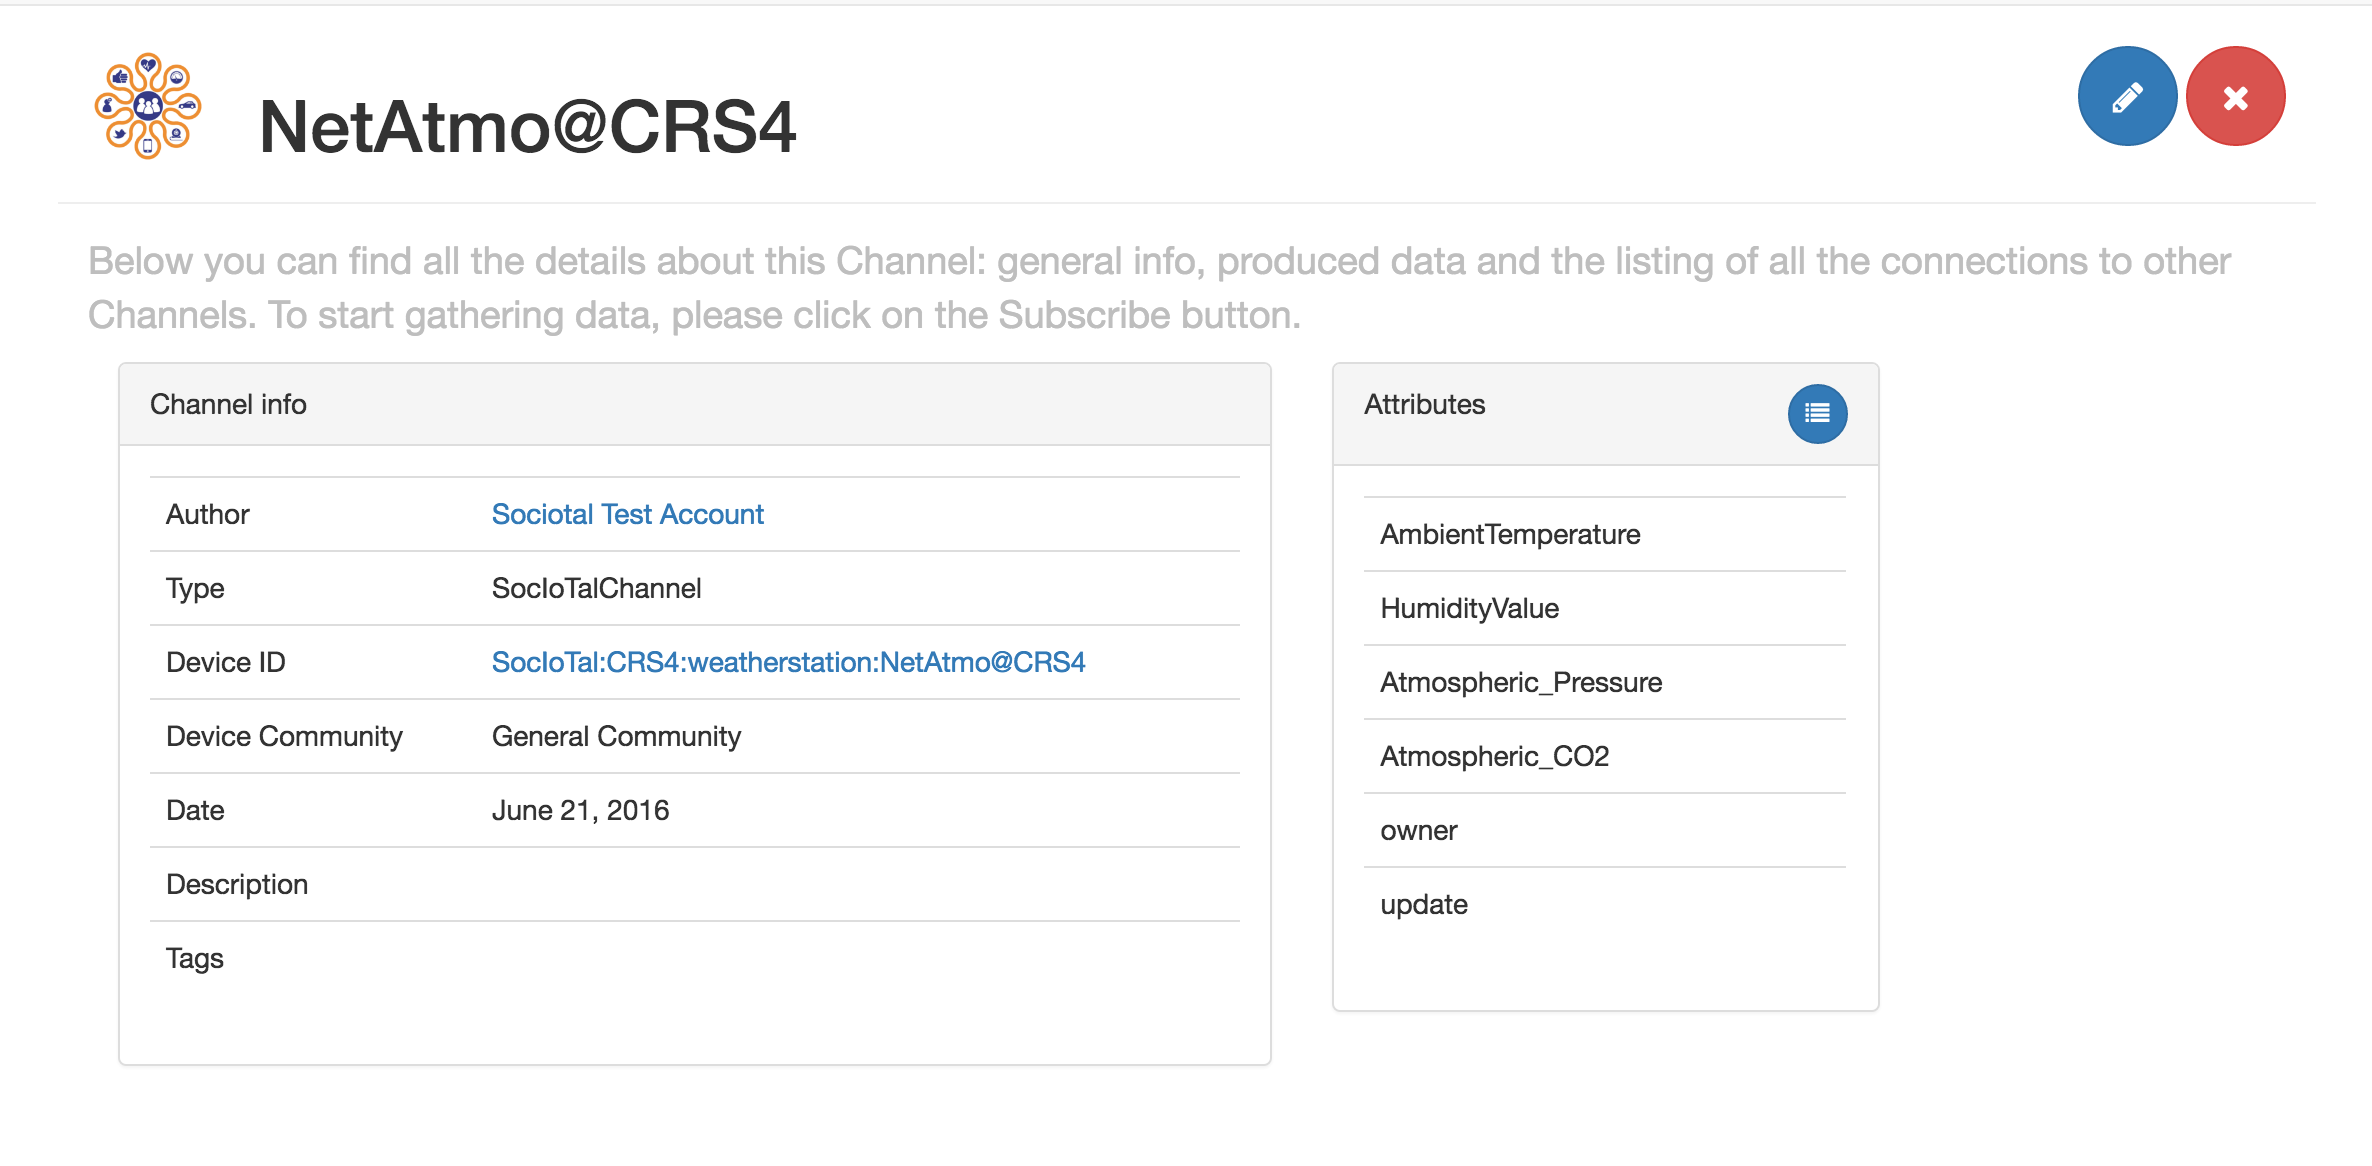 NetAtmo@CRS4
Below you can find all the details about this Channel: general info, produced data and the listing of all the connections to other
Channels. To start gathering data, please click on the Subscribe button.
Channel info
Author Sociotal Test Account
Type SocIoTalChannel
Device ID SocIoTal:CRS4:weatherstation:NetAtmo@CRS4
Device Community General Community
Date June 21, 2016
Description
Tags
Attributes
AmbientTemperature
HumidityValue
Atmospheric_Pressure
Atmospheric_CO2
owner
update